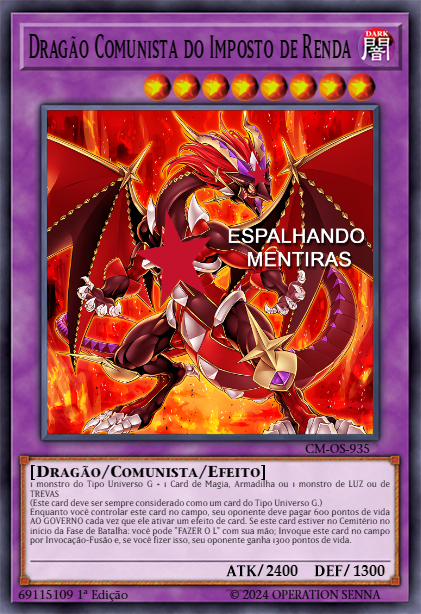 Dragão Comunista do Imposto de Renda
DARK
闇
ESPALHANDO
MENTIRAS
CM-OS-935
[Dragão/Comunista/Efeito]
1 monstro do Tipo Universo G + 1 Card de Magia, Armadilha ou 1 monstro de LUZ ou de
TREVAS
(Este card deve ser sempre considerado como um card do Tipo Universo G.)
Enquanto você controlar este card no campo, seu oponente deve pagar 600 pontos de vida
AO GOVERNO cada vez que ele ativar um efeito de card. Se este card estiver no Cemitério no
início da Fase de Batalha: você pode "FAZER O L" com sua mão; Invoque este card no campo
por Invocação-Fusão e, se você fizer isso, seu oponente ganha 1300 pontos de vida.
ATK/2400 DEF/1300
69115109 1ª Edição © 2024 OPERATION SENNA